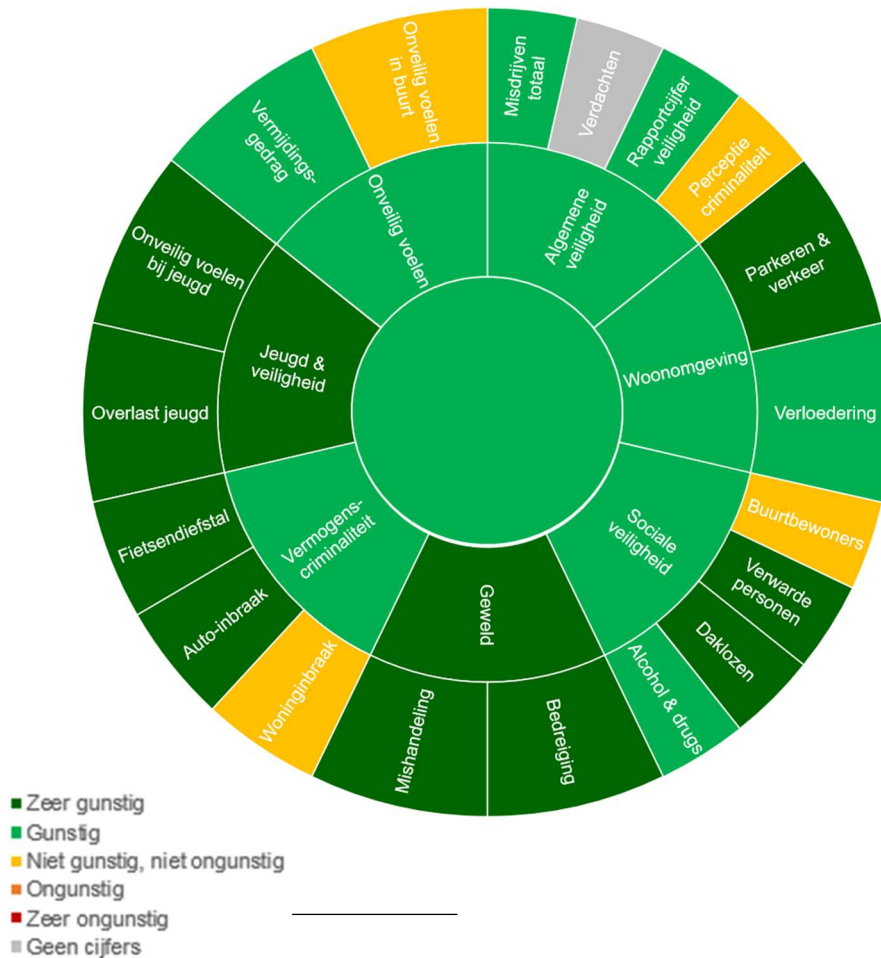 Misdrijven
totaal
Verdachten
Rapportcijfer
veiligheid
Perceptie
criminaliteit
Parkeren &
verkeer
Verloedering
Buurtbewoners
Verwarde
personen
Daklozen
Alcohol & drugs
Bedreiging
Mishandeling
Woninginbraak
Auto-inbraak
Fietsendiefstal
Overlast jeugd
Onveilig voelen
bij jeugd
Vermijdings-
gedrag
Onveilig voelen
in buurt
Algemene
veiligheid
Woonomgeving
Sociale
veiligheid
Geweld
Vermogens-
criminaliteit
Jeugd &
veiligheid
Onveilig voelen
Zeer gunstig
Gunstig
Niet gunstig, niet ongunstig
Ongunstig
Zeer ongunstig
Geen cijfers